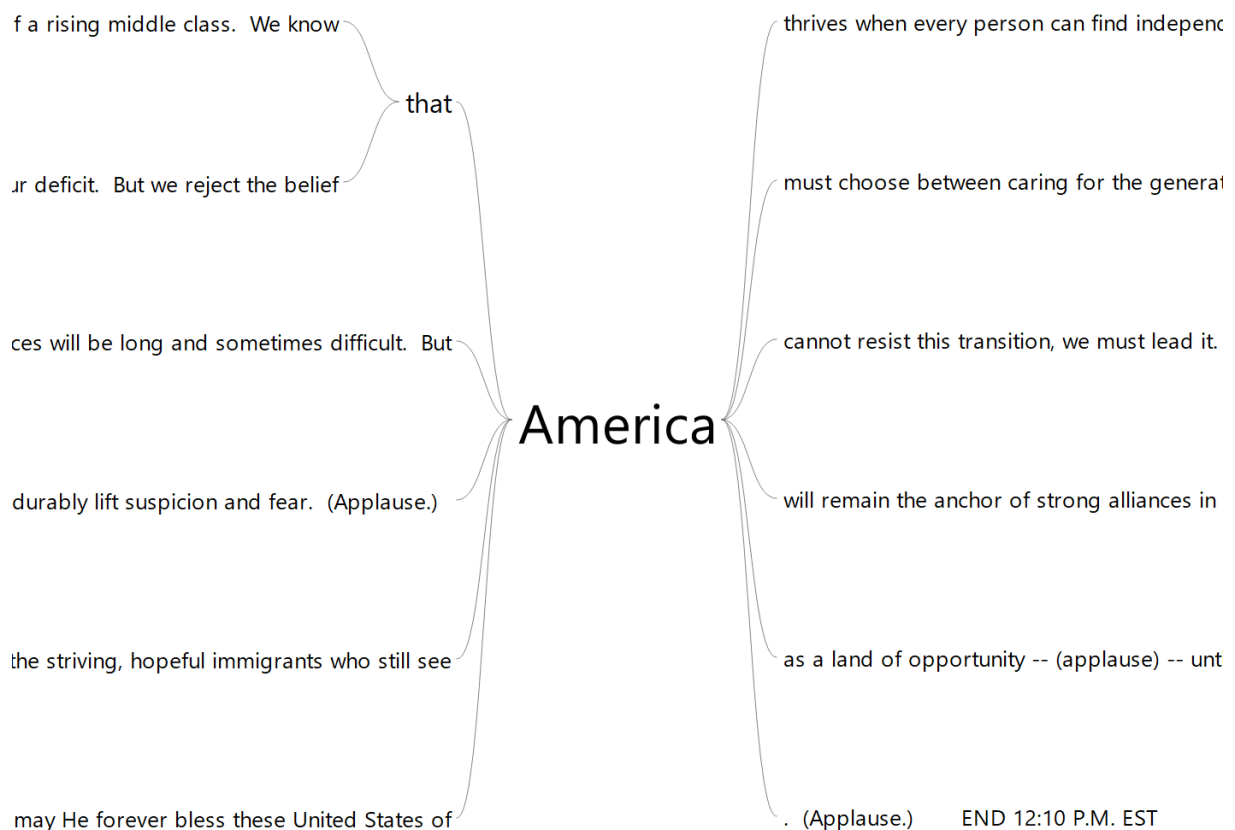 f a rising middle class.  We know
that
ur deficit.  But we reject the belief
ces will be long and sometimes difficult.  But
durably lift suspicion and fear.  (Applause.)
the striving, hopeful immigrants who still see
may He forever bless these United States of
America
thrives when every person can find independ
must choose between caring for the generat
cannot resist this transition, we must lead it.
will remain the anchor of strong alliances in
as a land of opportunity -- (applause) -- unt
.  (Applause.)       END 12:10 P.M. EST